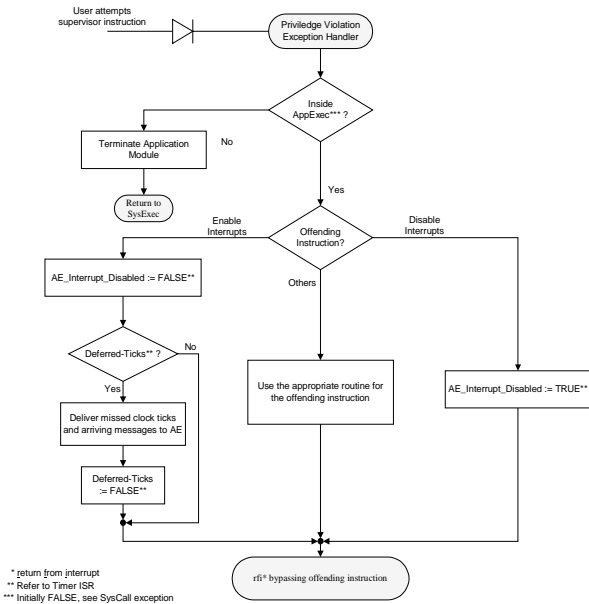 User attempts
supervisor instruction
Priviledge Violation
Exception Handler
Inside
AppExec*** ?
No
Terminate Application
Module
Yes
Return to
SysExec
Enable
Interrupts
Offending
Instruction?
Disable
Interrupts
AE_Interrupt_Disabled := FALSE**
Others
Deferred-Ticks** ?
No
Yes
Use the appropriate routine for
the offending instruction
AE_Interrupt_Disabled := TRUE**
Deliver missed clock ticks
and arriving messages to AE
Deferred-Ticks
:= FALSE**
rfi* bypassing offending instruction
* return from interrupt
** Refer to Timer ISR
*** Initially FALSE, see SysCall exception